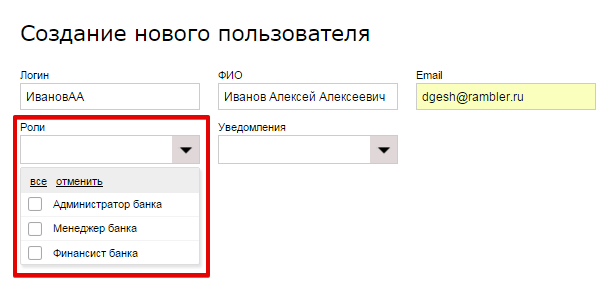 Создание нового пользователя
Логин ФИО Email
ИвановАА Иванов Алексей Алексеевич dgesh@rambler.ru
Роли Уведомления
все отменить
Администратор банка
Менеджер банка
Финансист банка